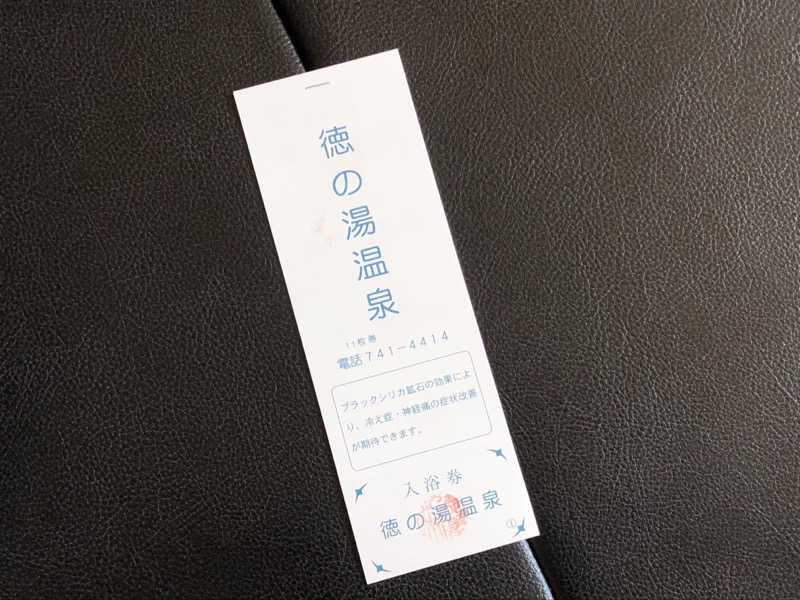 徳の湯温泉
11枚券
電話741－4414
ブラックシリカ鉱石の効果によ
り、冷え症・神経痛の症状改善
が期待できます。
入浴券
徳の湯温泉
①